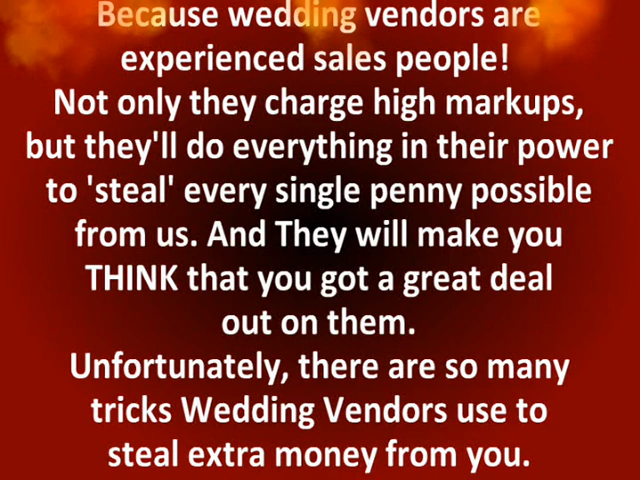 Because wedding vendors are
experienced sales people!
Not only they charge high markups,
but they'll do everything in their power
to 'steal' every single penny possible
from us. And They will make you
THINK that you got a great deal
out on them.
Unfortunately, there are so many
tricks Wedding Vendors use to
steal extra money from you.